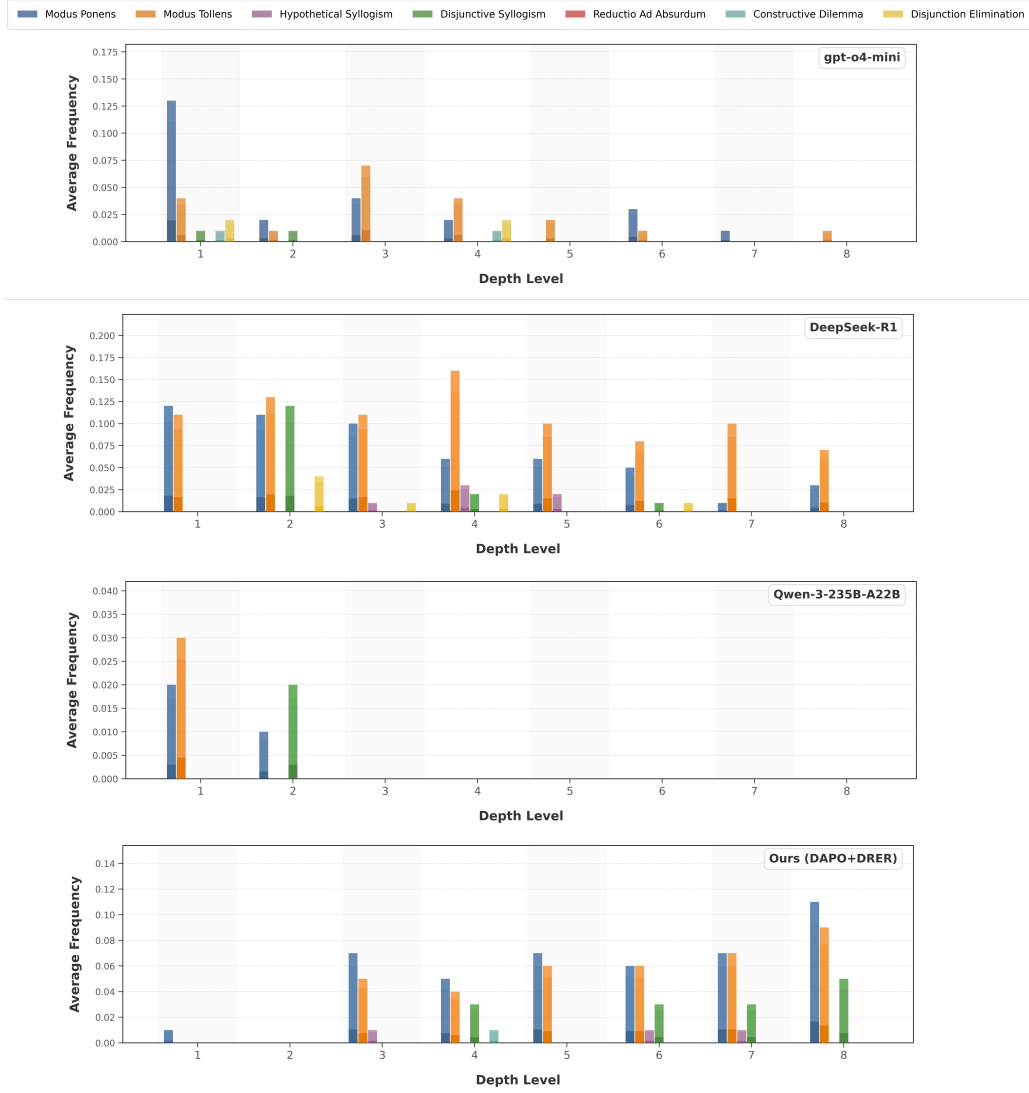 Modus Ponens Modus Tollens Hypothetical Syllogism Disjunctive Syllogism Reductio Ad Absurdum Constructive Dilemma Disjunction Elimination
gpt-o4-mini
Average Frequency
0.175
0.150
0.125
0.100
0.075
0.050
0.025
0.000
1 2 3 4 5 6 7 8
Depth Level
DeepSeek-R1
Average Frequency
0.200
0.175
0.150
0.125
0.100
0.075
0.050
0.025
0.000
1 2 3 4 5 6 7 8
Depth Level
Qwen-3-235B-A22B
Average Frequency
0.040
0.035
0.030
0.025
0.020
0.015
0.010
0.005
0.000
1 2 3 4 5 6 7 8
Depth Level
Ours (DAPO+DRER)
Average Frequency
0.14
0.12
0.10
0.08
0.06
0.04
0.02
0.00
1 2 3 4 5 6 7 8
Depth Level